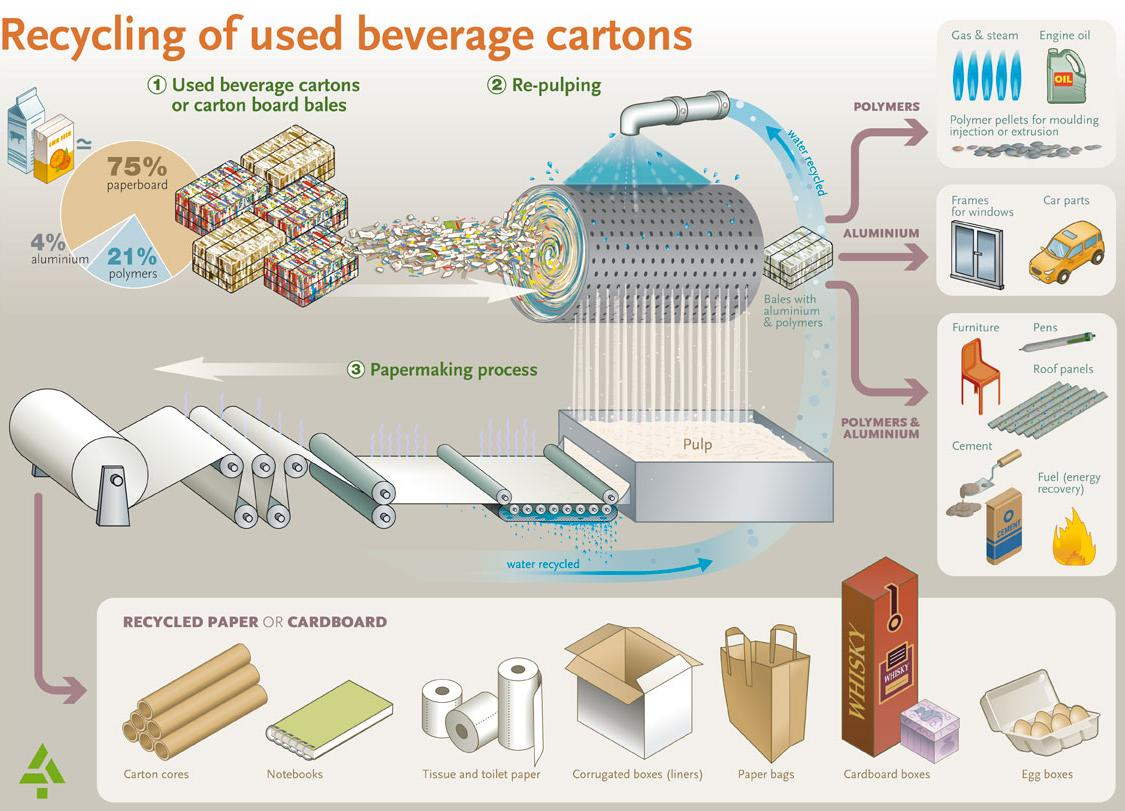 Recycling of used beverage cartons
1 Used beverage cartons
or carton board bales
75%
paperboard
4%
aluminium
21%
polymers
2 Re-pulping
water recycled
Bales with
aluminium
& polymers
POLYMERS
Gas & steam
Engine oil
OIL
Polymer pellets for moulding
injection or extrusion
ALUMINIUM
Frames
for windows
Car parts
POLYMERS &
ALUMINIUM
Furniture
Pens
Roof panels
Cement
CEMENT
Fuel (energy
recovery)
3 Papermaking process
Pulp
water recycled
RECYCLED PAPER OR CARDBOARD
Carton cores
Notebooks
Tissue and toilet paper
Corrugated boxes (liners)
Paper bags
WHISKY
WHISKY
Cardboard boxes
Egg boxes